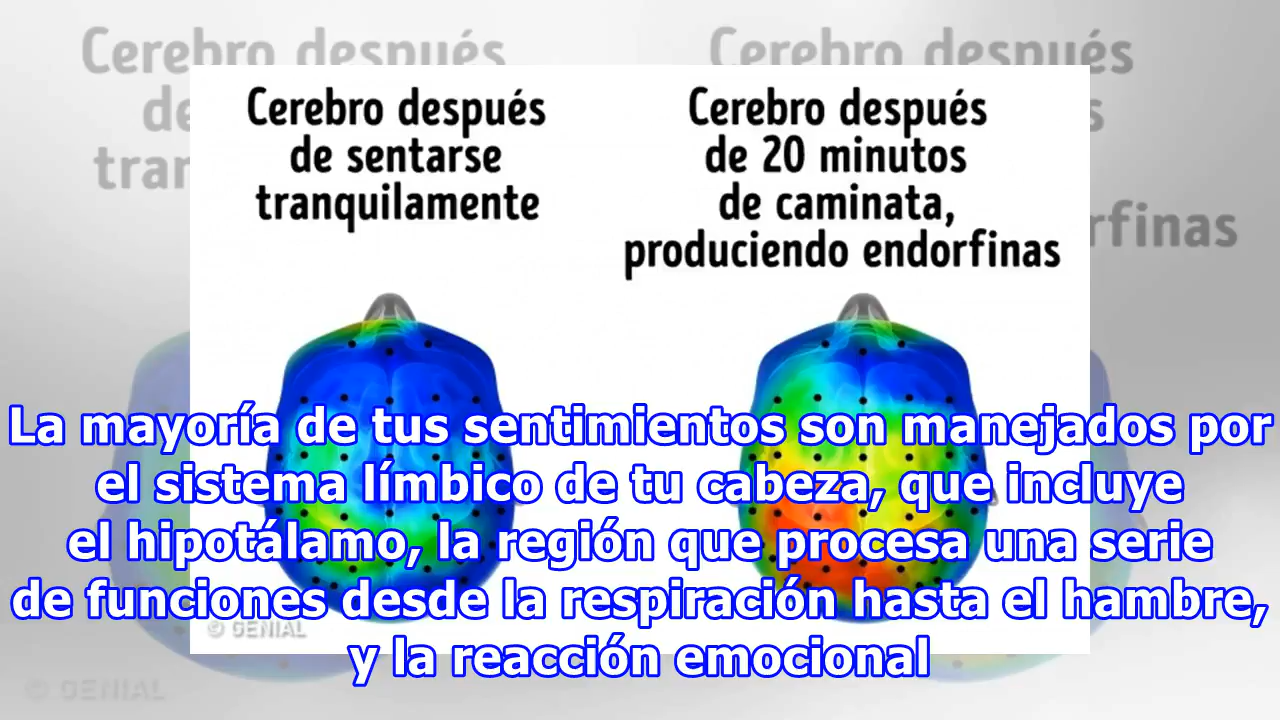 Cerebro después
de sentarse
tranquilamente
Cerebro después
de 20 minutos
de caminata,
produciendo endorfinas
La mayoría de tus sentimientos son manejados por
el sistema límbico de tu cabeza, que incluye
el hipotálamo, la región que procesa una serie
de funciones desde la respiración hasta el hambre,
y la reacción emocional
© GENIAL
© GENIAL